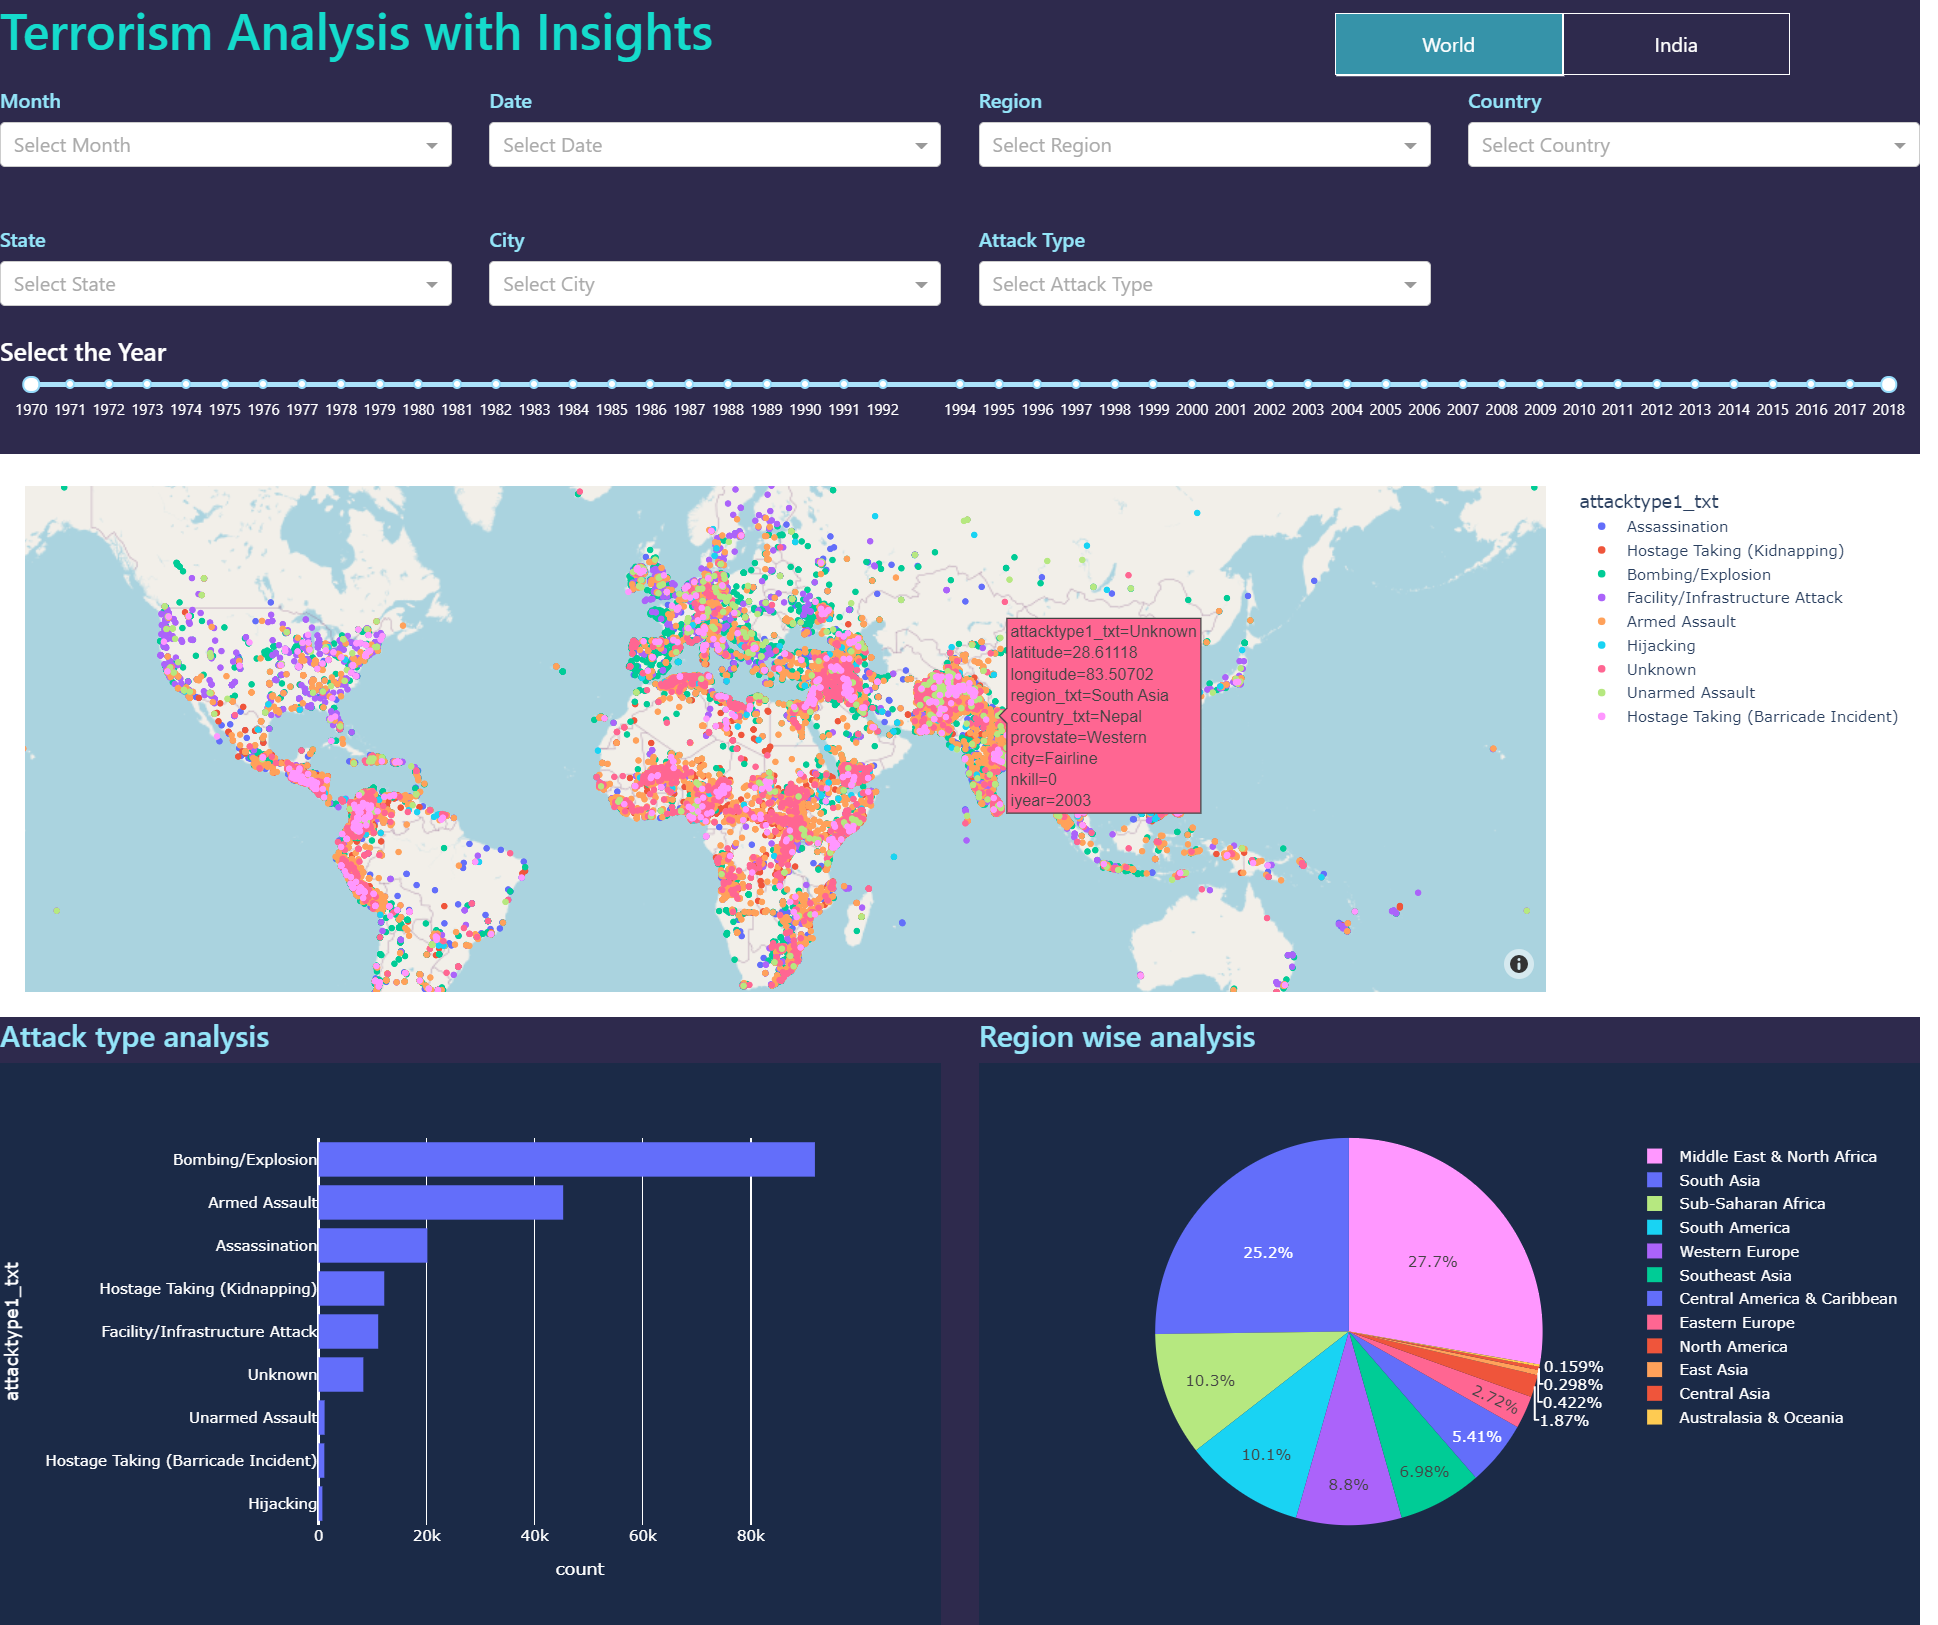 Terrorism Analysis with Insights
World
India
Month
Date
Region
Country
Select Month
Select Date
Select Region
Select Country
State
City
Attack Type
Select State
Select City
Select Attack Type
Select the Year
1970 1971 1972 1973 1974 1975 1976 1977 1978 1979 1980 1981 1982 1983 1984 1985 1986 1987 1988 1989 1990 1991 1992 1994 1995 1996 1997 1998 1999 2000 2001 2002 2003 2004 2005 2006 2007 2008 2009 2010 2011 2012 2013 2014 2015 2016 2017 2018
attacktype1_txt=Unknown
latitude=28.61118
longitude=83.50702
region_txt=South Asia
country_txt=Nepal
provstate=Western
city=Fairline
nkill=0
iyear=2003
attacktype1_txt
Assassination
Hostage Taking (Kidnapping)
Bombing/Explosion
Facility/Infrastructure Attack
Armed Assault
Hijacking
Unknown
Unarmed Assault
Hostage Taking (Barricade Incident)
Attack type analysis
attacktype1_txt
Bombing/Explosion
Armed Assault
Assassination
Hostage Taking (Kidnapping)
Facility/Infrastructure Attack
Unknown
Unarmed Assault
Hostage Taking (Barricade Incident)
Hijacking
0 20k 40k 60k 80k
count
Region wise analysis
25.2%
27.7%
10.3%
10.1%
8.8%
6.98%
5.41%
2.72%
0.159%
0.298%
0.422%
1.87%
Middle East & North Africa
South Asia
Sub-Saharan Africa
South America
Western Europe
Southeast Asia
Central America & Caribbean
Eastern Europe
North America
East Asia
Central Asia
Australasia & Oceania